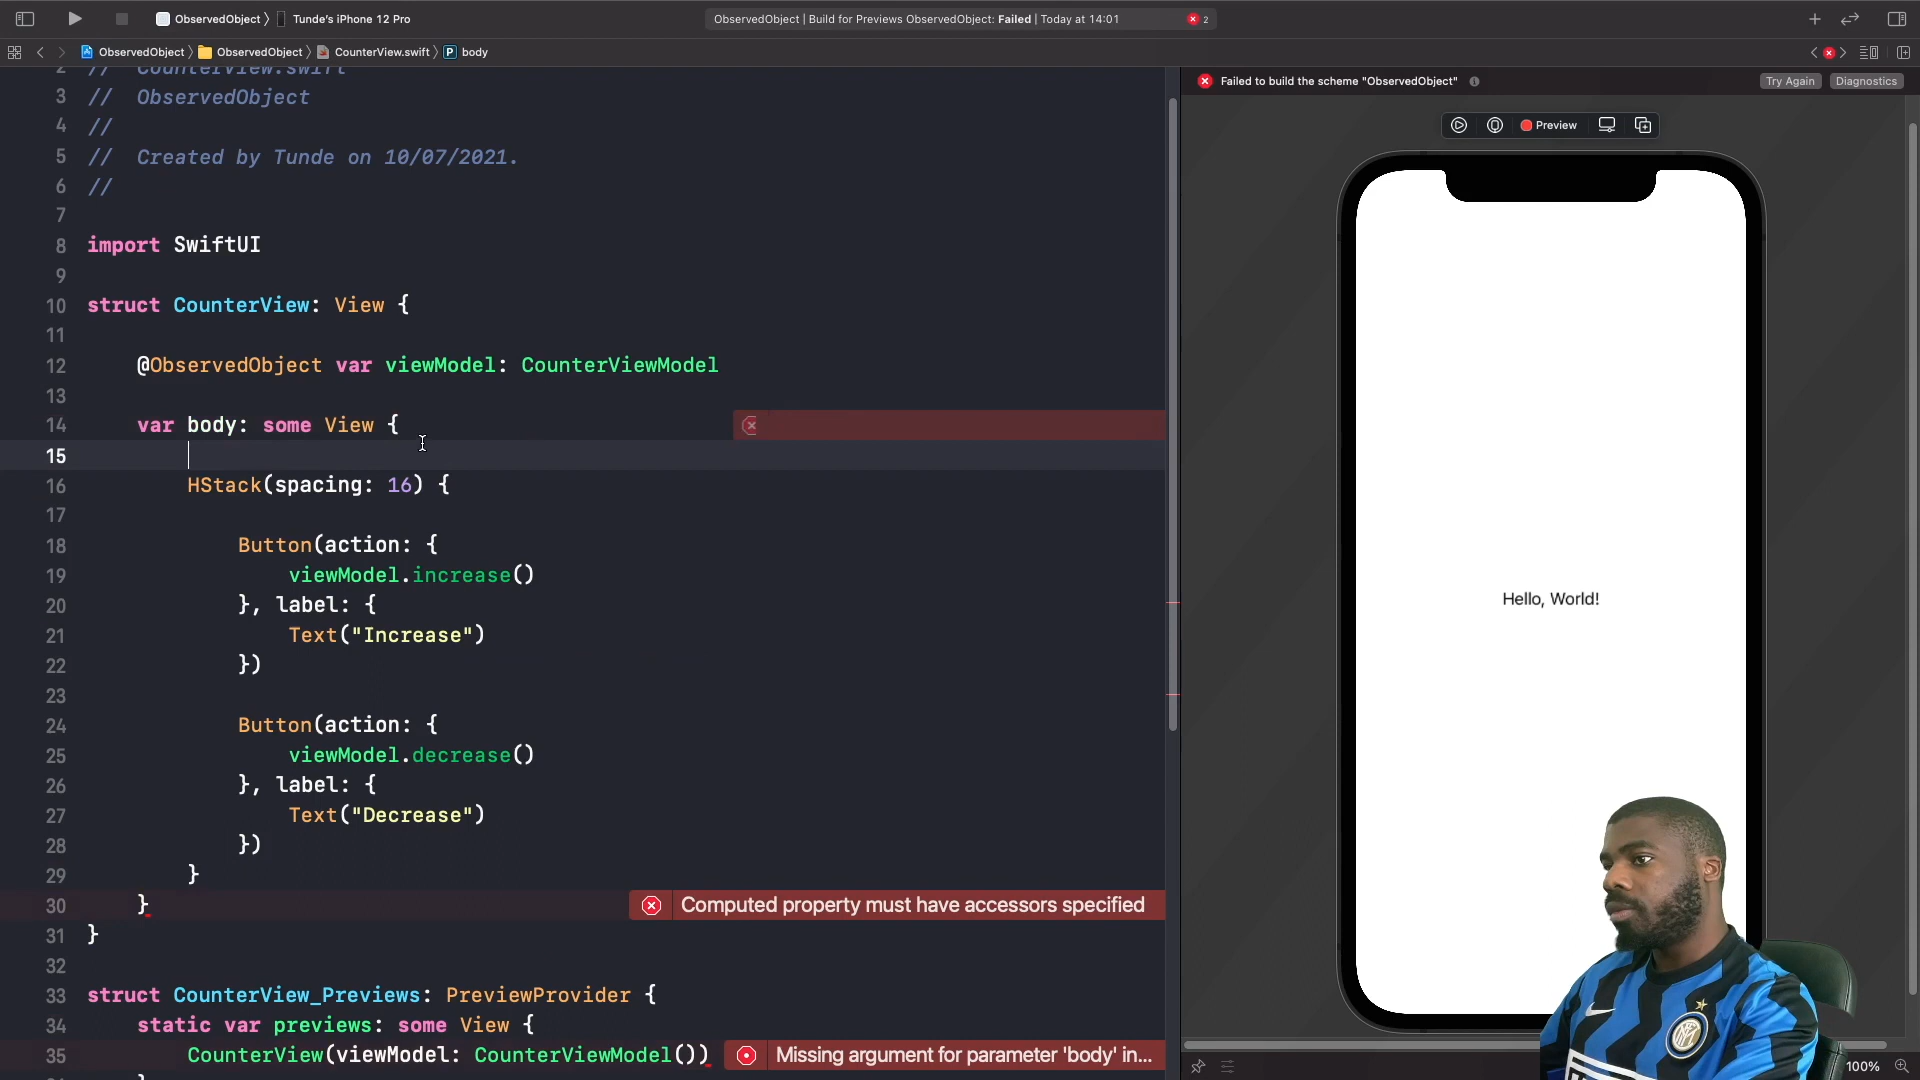 ObservedObject Tunde's iPhone 12 Pro
ObservedObject | Build for Previews ObservedObject: Failed | Today at 14:01
2
ObservedObject ObservedObject CounterView.swift P body
Failed to build the scheme "ObservedObject"
Try Again Diagnostics
Preview
2 // CounterView.swift
3 // ObservedObject
4 //
5 // Created by Tunde on 10/07/2021.
6 //
7
8 import SwiftUI
9
10 struct CounterView: View {
11
12 @ObservedObject var viewModel: CounterViewModel
13
14 var body: some View {
15
16 HStack(spacing: 16) {
17
18 Button(action: {
19 viewModel.increase()
20 }, label: {
21 Text("Increase")
22 })
23
24 Button(action: {
25 viewModel.decrease()
26 }, label: {
27 Text("Decrease")
28 })
29 }
30 } Computed property must have accessors specified
31 }
32
33 struct CounterView_Previews: PreviewProvider {
34 static var previews: some View {
35 CounterView(viewModel: CounterViewModel()) Missing argument for parameter 'body' in...
}
Hello, World!
100%